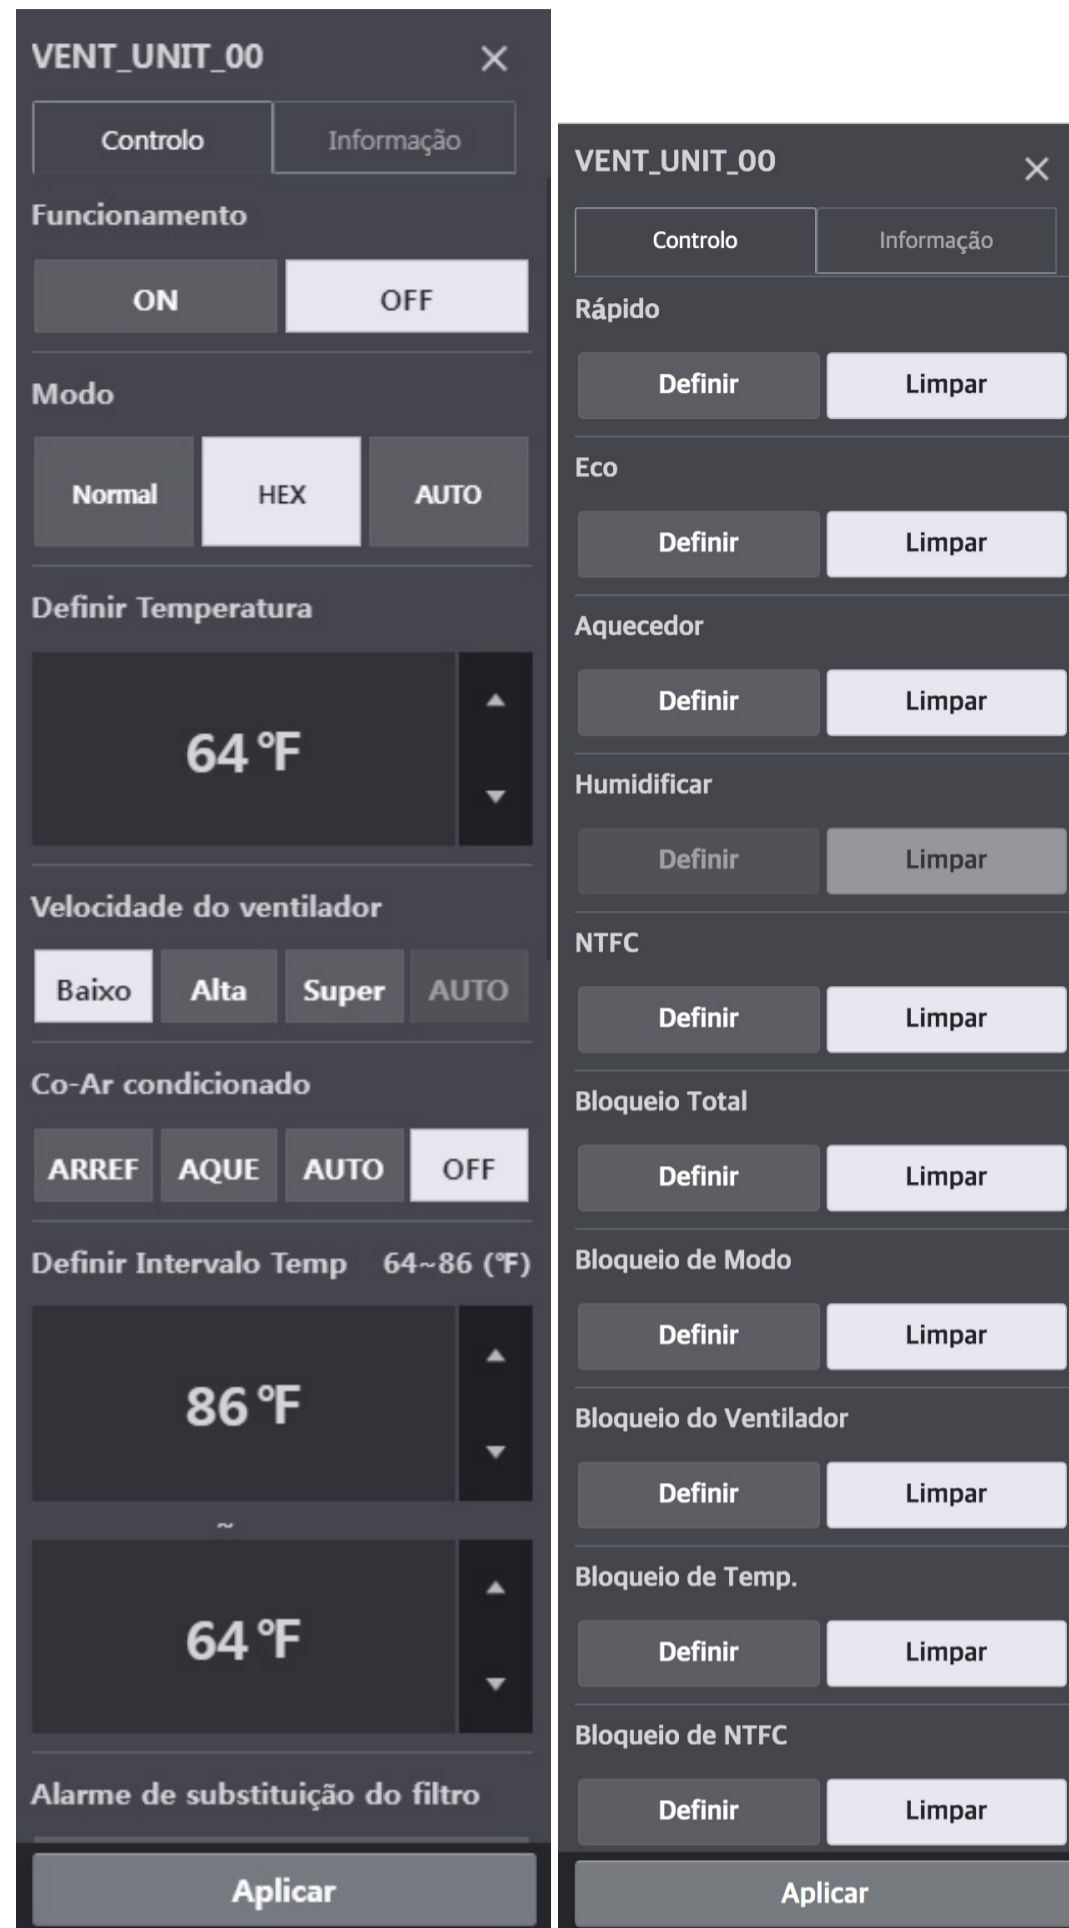 VENT_UNIT_00
Controlo Informação
Funcionamento
ON OFF
Modo
Normal HEX AUTO
Definir Temperatura
64 °F
Velocidade do ventilador
Baixo Alta Super AUTO
Co-Ar condicionado
ARREF AQUE AUTO OFF
Definir Intervalo Temp 64~86 (°F)
86 °F
~
64 °F
Alarme de substituição do filtro
Aplicar
VENT_UNIT_00
Controlo Informação
Rápido
Definir Limpar
Eco
Definir Limpar
Aquecedor
Definir Limpar
Humidificar
Definir Limpar
NTFC
Definir Limpar
Bloqueio Total
Definir Limpar
Bloqueio de Modo
Definir Limpar
Bloqueio do Ventilador
Definir Limpar
Bloqueio de Temp.
Definir Limpar
Bloqueio de NTFC
Definir Limpar
Aplicar